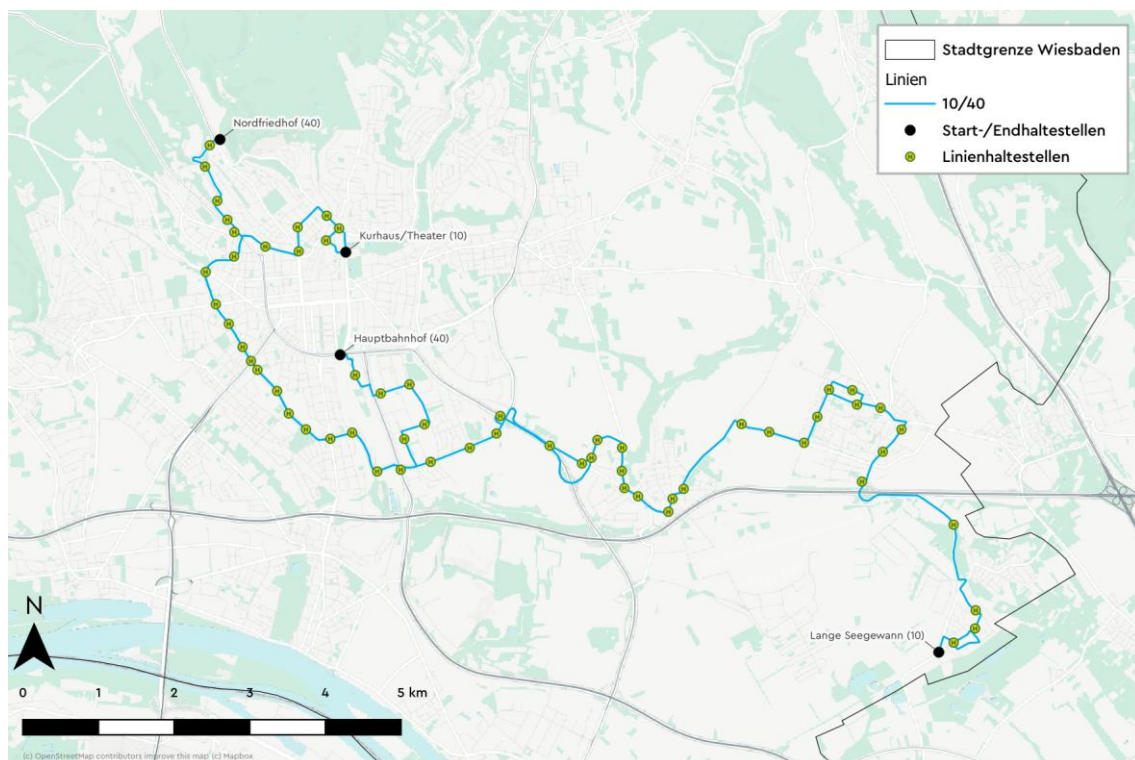 Stadtgrenze Wiesbaden
Linien
10/40
Start-/Endhaltestellen
Linienhaltestellen
Nordfriedhof (40)
Kurhaus/Theater (10)
Hauptbahnhof (40)
Lange Seegewann (10)
N
0 1 2 3 4 5 km
(c) OpenStreetMap contributors improve this map (c) Mapbox